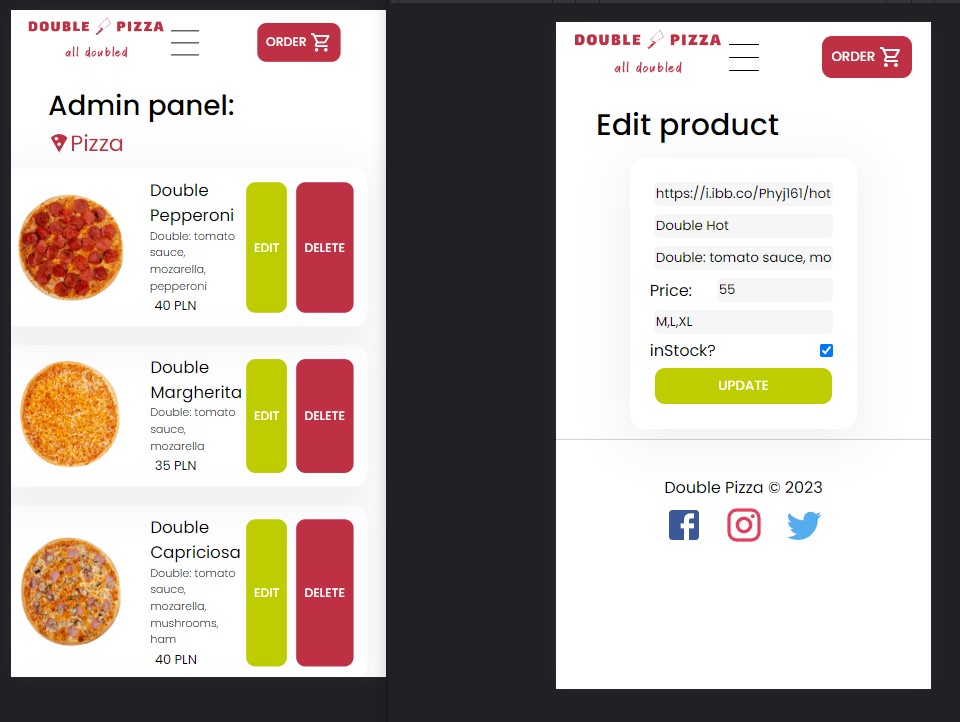 DOUBLE PIZZA
all doubled
ORDER
Admin panel:
Pizza
Double
Pepperoni
Double: tomato
sauce,
mozarella,
pepperoni
40 PLN
EDIT
DELETE
Double
Margherita
Double: tomato
sauce,
mozarella
35 PLN
EDIT
DELETE
Double
Capriciosa
Double: tomato
sauce,
mozarella,
mushrooms,
ham
40 PLN
EDIT
DELETE
DOUBLE PIZZA
all doubled
ORDER
Edit product
https://i.ibb.co/Phyj161/hot
Double Hot
Double: tomato sauce, mo
Price: 55
M,L,XL
inStock?
UPDATE
Double Pizza © 2023